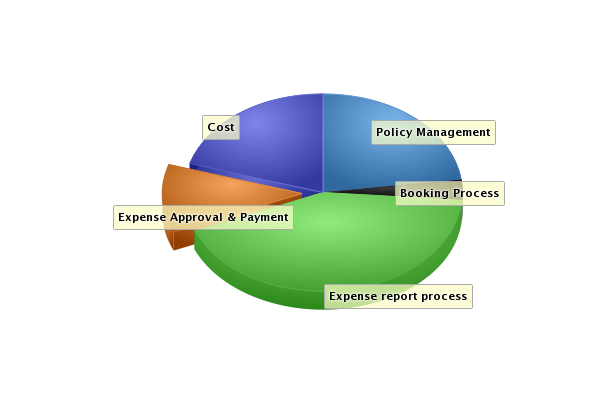 Cost
Policy Management
Booking Process
Expense Approval & Payment
Expense report process